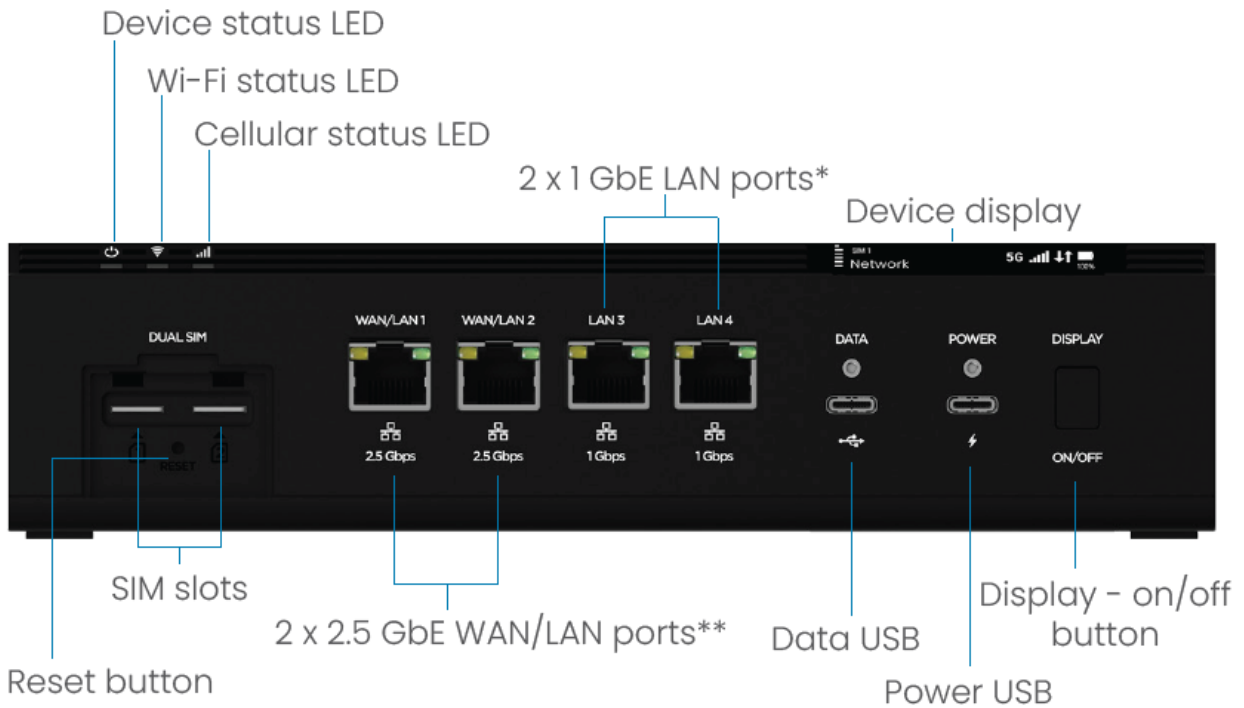 Device status LED
Wi-Fi status LED
Cellular status LED
2 x 1 GbE LAN ports*
Device display
SIM 1
Network
5G
100%
DUAL SIM
WAN/LAN 1
WAN/LAN 2
LAN 3
LAN 4
DATA
POWER
DISPLAY
RESET
2.5 Gbps
2.5 Gbps
1 Gbps
1 Gbps
ON/OFF
SIM slots
2 x 2.5 GbE WAN/LAN ports**
Data USB
Display - on/off
button
Reset button
Power USB